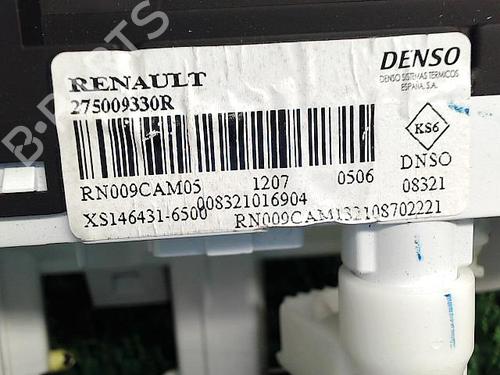 RENAULT
275009330R
DENSO
DENSO SISTEMAS TERMICOS
ESPAÑA, S.A.
KS6
DNSO
RN009CAM05 1207 0506 08321
008321016904
XS146431-6500 RN009CAM132108702221
B-PARTS